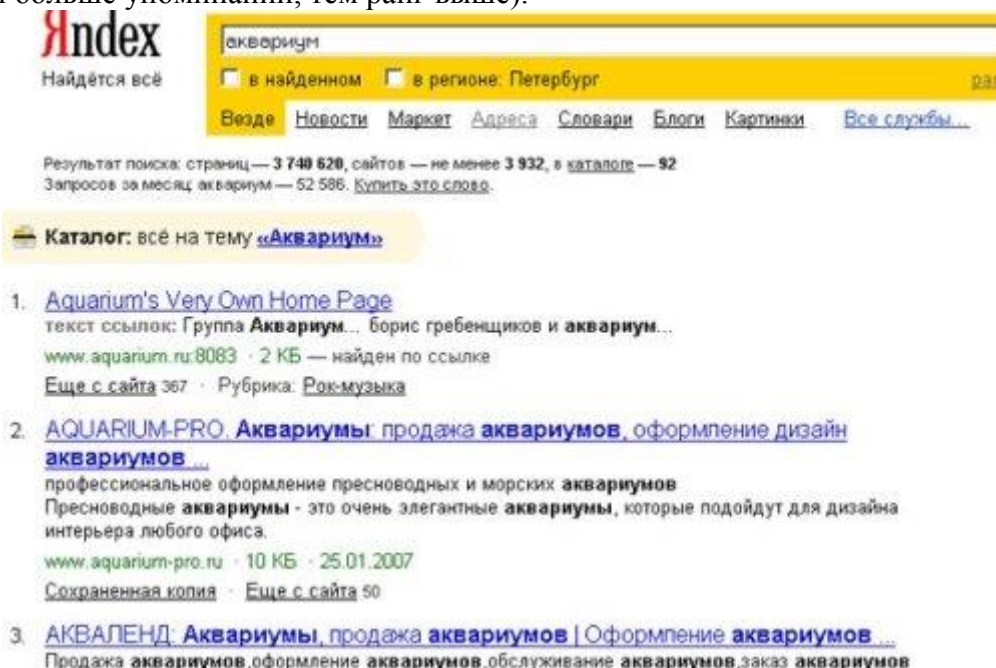 больше упоминаний, тем ранг выше).
Яndex
аквариум
Найдётся всё
в найденном в регионе: Петербург
Везде Новости Маркет Адреса Словари Блоги Картинки Все службы...
Результат поиска: страниц — 3 740 620, сайтов — не менее 3 932, в каталоге — 92
Запросов за месяц: аквариум — 52 586. Купить это слово.
Каталог: всё на тему «Аквариум»
1. Aquarium's Very Own Home Page
текст ссылок: Группа Аквариум... борис гребенщиков и аквариум...
www.aquarium.ru:8083 · 2 КБ — найден по ссылке
Еще с сайта 367 · Рубрика: Рок-музыка
2. AQUARIUM-PRO. Аквариумы: продажа аквариумов, оформление дизайн
аквариумов ...
профессиональное оформление пресноводных и морских аквариумов
Пресноводные аквариумы - это очень элегантные аквариумы, которые подойдут для дизайна
интерьера любого офиса.
www.aquarium-pro.ru · 10 КБ · 25.01.2007
Сохраненная копия · Еще с сайта 50
3. АКВАЛЕНД: Аквариумы, продажа аквариумов | Оформление аквариумов ...
Продажа аквариумов,оформление аквариумов,обслуживание аквариумов,заказ аквариумов